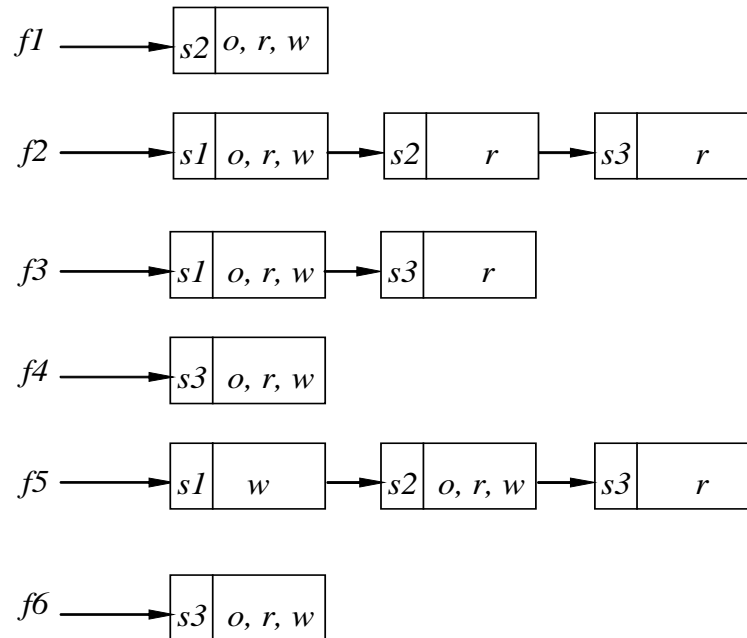 f1 s2 o, r, w
f2 s1 o, r, w s2 r s3 r
f3 s1 o, r, w s3 r
f4 s3 o, r, w
f5 s1 w s2 o, r, w s3 r
f6 s3 o, r, w